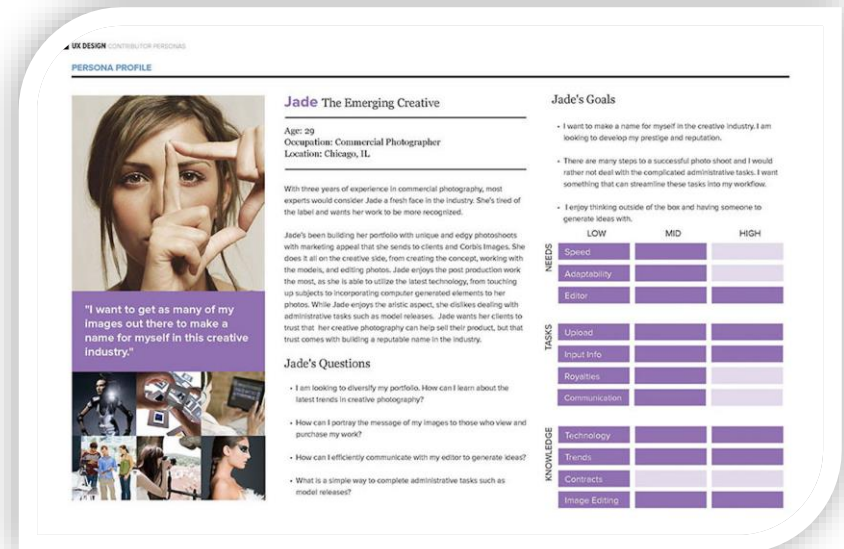 UX DESIGN CONTRIBUTOR PERSONAS
PERSONA PROFILE
"I want to get as many of my
images out there to make a
name for myself in this creative
industry."
Jade The Emerging Creative
Age: 29
Occupation: Commercial Photographer
Location: Chicago, IL
With three years of experience in commercial photography, most
experts would consider Jade a fresh face in the industry. She's tired of
the label and wants her work to be more recognized.
Jade's been building her portfolio with unique and edgy photoshoots
with marketing appeal that she sends to clients and Corbis Images. She
does it all on the creative side, from creating the concept, working with
the models, and editing photos. Jade enjoys the post production work
the most, as she is able to utilize the latest technology, from touching
up subjects to incorporating computer generated elements to her
photos. While Jade enjoys the aristic aspect, she dislikes dealing with
administrative tasks such as model releases. Jade wants her clients to
trust that her creative photography can help sell their product, but that
trust comes with building a reputable name in the industry.
Jade's Questions
• I am looking to diversify my portfolio. How can I learn about the
latest trends in creative photography?
• How can I portray the message of my images to those who view and
purchase my work?
• How can I efficiently communicate with my editor to generate ideas?
• What is a simple way to complete administrative tasks such as
model releases?
Jade's Goals
• I want to make a name for myself in the creative industry. I am
looking to develop my prestige and reputation.
• There are many steps to a successful photo shoot and I would
rather not deal with the complicated administrative tasks. I want
something that can streamline these tasks into my workflow.
• I enjoy thinking outside of the box and having someone to
generate ideas with.
LOW MID HIGH
NEEDS
Speed
Adaptability
Editor
TASKS
Upload
Input Info
Royalties
Communication
KNOWLEDGE
Technology
Trends
Contracts
Image Editing